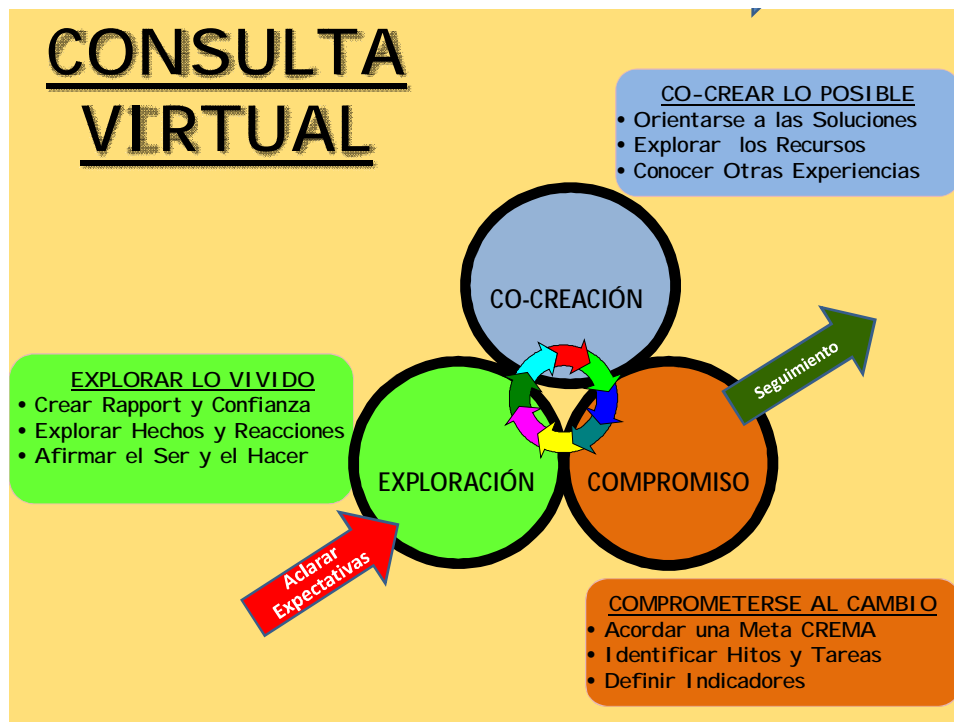 CONSULTA
VIRTUAL
CO-CREAR LO POSIBLE
• Orientarse a las Soluciones
• Explorar los Recursos
• Conocer Otras Experiencias
CO-CREACIÓN
Seguimiento
EXPLORAR LO VIVIDO
• Crear Rapport y Confianza
• Explorar Hechos y Reacciones
• Afirmar el Ser y el Hacer
EXPLORACIÓN
COMPROMISO
Aclarar
Expectativas
COMPROMETERSE AL CAMBIO
• Acordar una Meta CREMA
• Identificar Hitos y Tareas
• Definir Indicadores